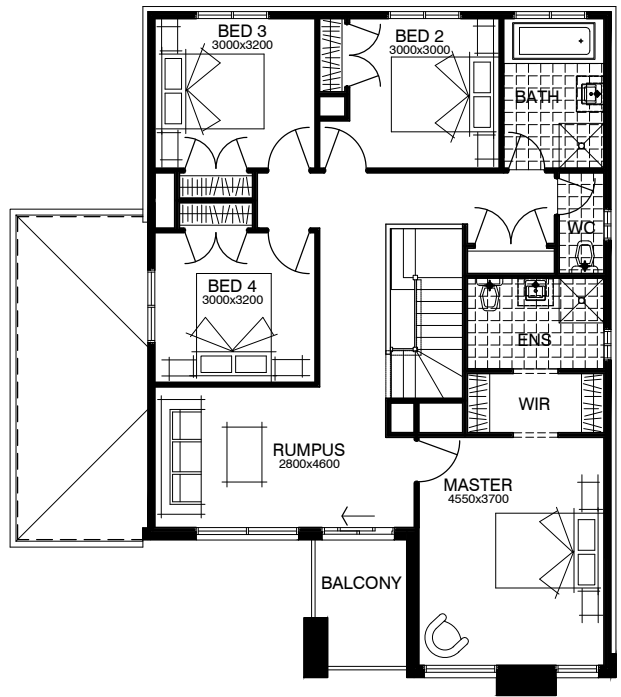 BED 3
3000x3200
BED 2
3000x3000
BATH
WC
BED 4
3000x3200
ENS
WIR
RUMPUS
2800x4600
MASTER
4550x3700
BALCONY